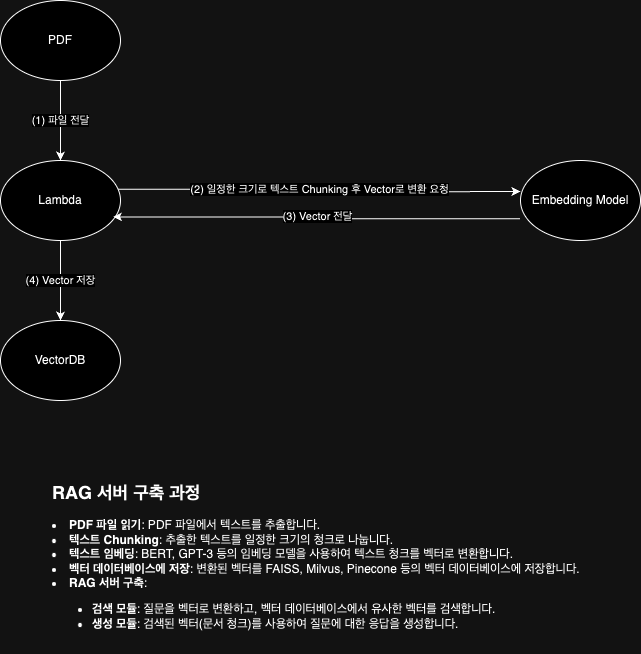 PDF
(1) 파일 전달
Lambda
(2) 일정한 크기로 텍스트 Chunking 후 Vector로 변환 요청
Embedding Model
(3) Vector 전달
(4) Vector 저장
VectorDB
RAG 서버 구축 과정
• PDF 파일 읽기: PDF 파일에서 텍스트를 추출합니다.
• 텍스트 Chunking: 추출한 텍스트를 일정한 크기의 청크로 나눕니다.
• 텍스트 임베딩: BERT, GPT-3 등의 임베딩 모델을 사용하여 텍스트 청크를 벡터로 변환합니다.
• 벡터 데이터베이스에 저장: 변환된 벡터를 FAISS, Milvus, Pinecone 등의 벡터 데이터베이스에 저장합니다.
• RAG 서버 구축:
• 검색 모듈: 질문을 벡터로 변환하고, 벡터 데이터베이스에서 유사한 벡터를 검색합니다.
• 생성 모듈: 검색된 벡터(문서 청크)를 사용하여 질문에 대한 응답을 생성합니다.